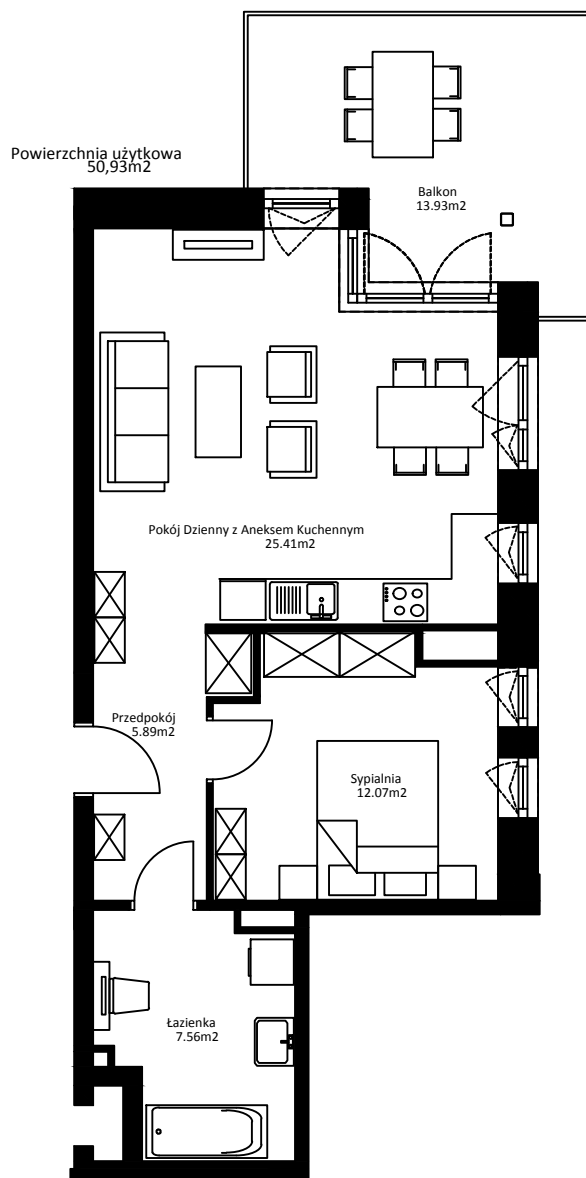 Powierzchnia użytkowa
50,93m2
Balkon
13.93m2
Pokój Dzienny z Aneksem Kuchennym
25.41m2
Przedpokój
5.89m2
Sypialnia
12.07m2
Łazienka
7.56m2